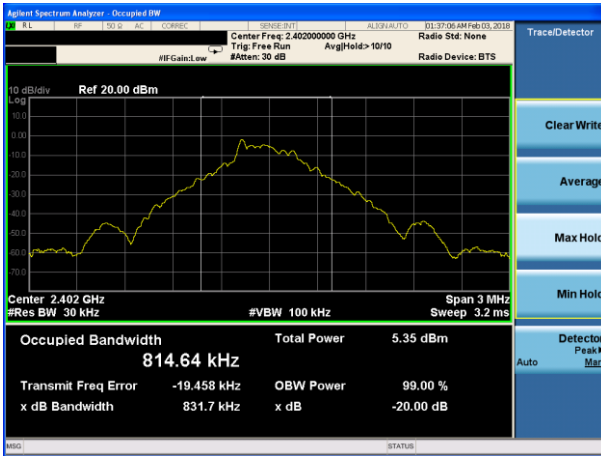 Agilent Spectrum Analyzer - Occupied BW
RL RF 50 Ω AC CORREC SENSE:INT ALIGNAUTO 01:37:06 AM Feb 03, 2018
Center Freq: 2.402000000 GHz Radio Std: None
Trig: Free Run Avg|Hold:> 10/10
#IFGain:Low #Atten: 30 dB Radio Device: BTS
Trace/Detector
10 dB/div Ref 20.00 dBm
Log
10.0
0.00
-10.0
-20.0
-30.0
-40.0
-50.0
-60.0
-70.0
Center 2.402 GHz Span 3 MHz
#Res BW 30 kHz #VBW 100 kHz Sweep 3.2 ms
Occupied Bandwidth Total Power 5.35 dBm
814.64 kHz
Transmit Freq Error -19.458 kHz OBW Power 99.00 %
x dB Bandwidth 831.7 kHz x dB -20.00 dB
Clear Write
Average
Max Hold
Min Hold
Detector
Peak
Auto Man
MSG STATUS